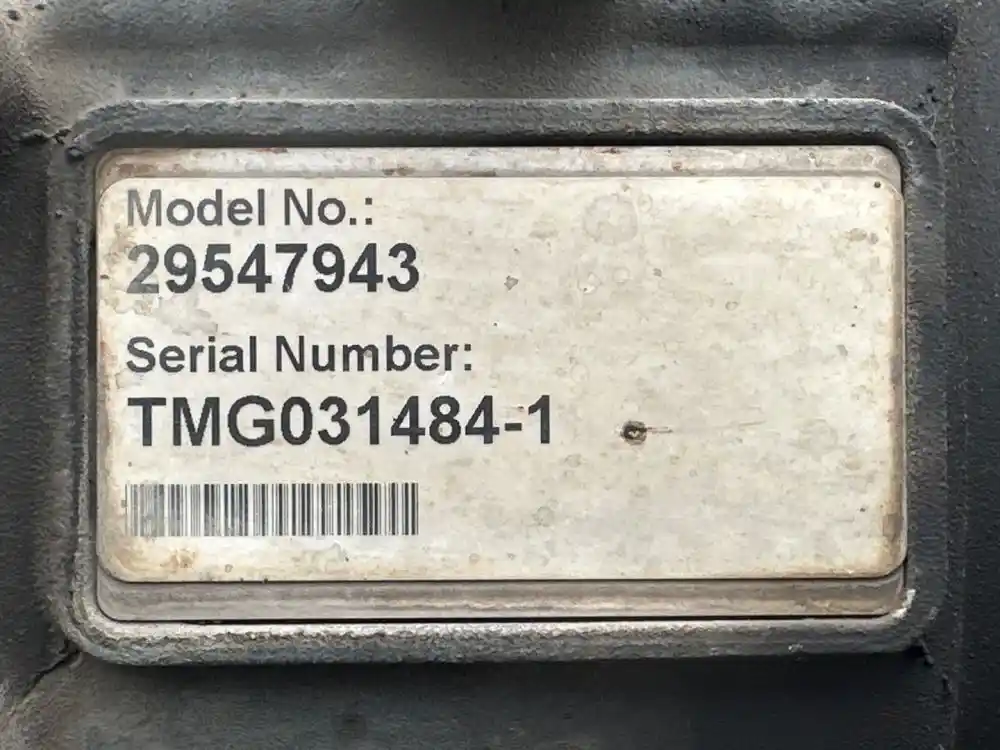 Model No.:
29547943
Serial Number:
TMG031484-1